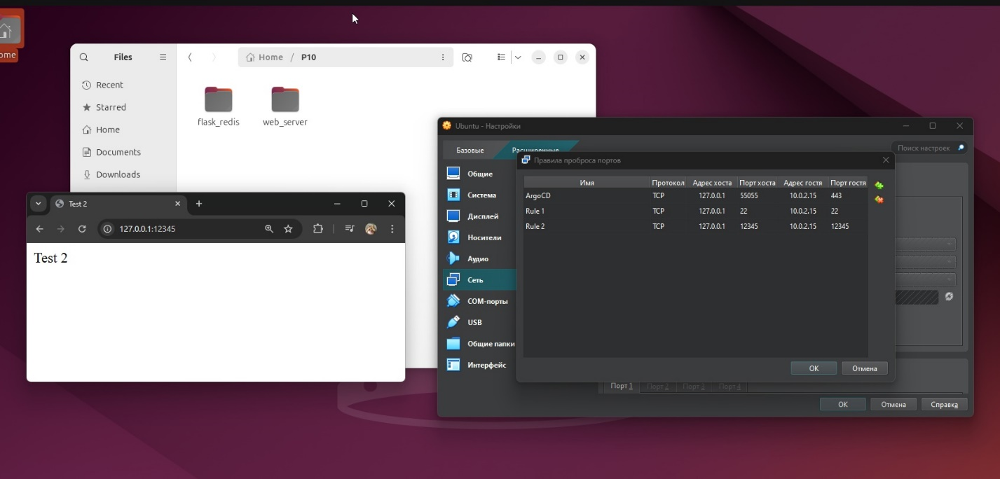 ome
Files
Home / P10
Recent
Starred
Home
Documents
Downloads
flask_redis
web_server
Test 2
127.0.0.1:12345
Test 2
Ubuntu - Настройки
Базовые
Расширенные
Поиск настроек
Общие
Система
Дисплей
Носители
Аудио
Сеть
COM-порты
USB
Общие папки
Интерфейс
Правила проброса портов
Имя Протокол Адрес хоста Порт хоста Адрес гостя Порт гостя
ArgoCD TCP 127.0.0.1 55055 10.0.2.15 443
Rule 1 TCP 127.0.0.1 22 10.0.2.15 22
Rule 2 TCP 127.0.0.1 12345 10.0.2.15 12345
OK Отмена
Порт 1 Порт 2 Порт 3 Порт 4
OK Отмена Справка